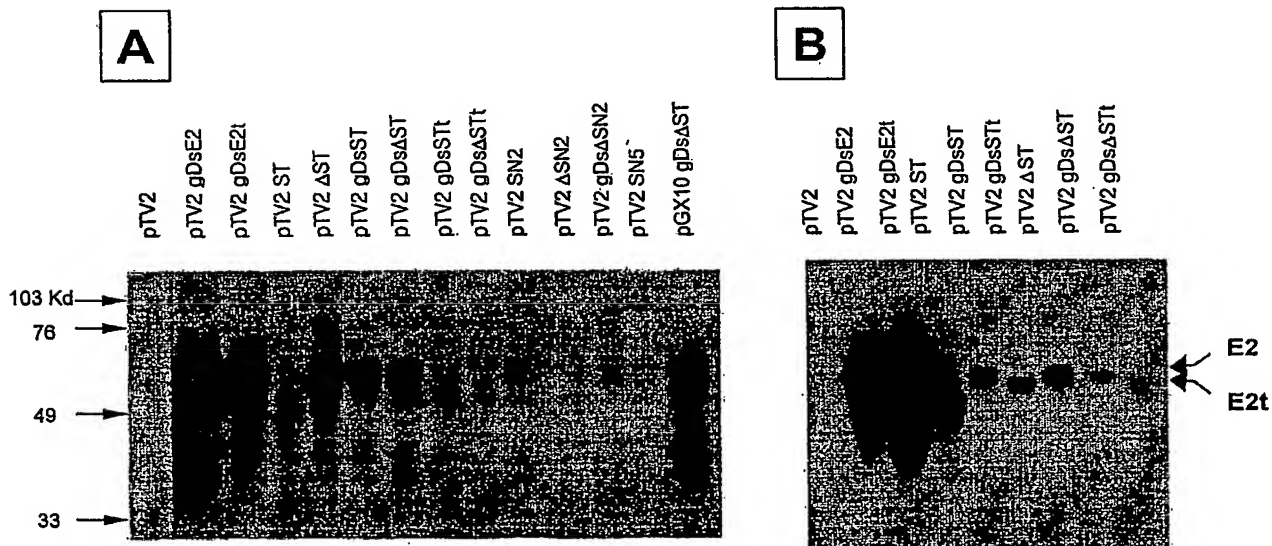 A
pTV2
pTV2 gDsE2
pTV2 gDsE2t
pTV2 ST
pTV2 ΔST
pTV2 gDsST
pTV2 gDsΔST
pTV2 gDsSTt
pTV2 gDsΔSTt
pTV2 SN2
pTV2 ΔSN2
pTV2 gDsΔSN2
pTV2 SN5
pGX10 gDsΔST
103 Kd
76
49
33
B
pTV2
pTV2 gDsE2
pTV2 gDsE2t
pTV2 ST
pTV2 gDsST
pTV2 gDsSTt
pTV2 ΔST
pTV2 gDsΔST
pTV2 gDsΔSTt
E2
E2t